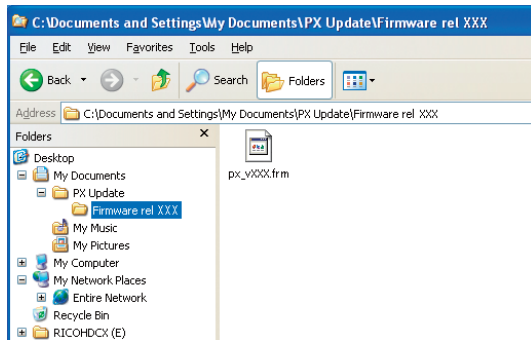 C:\Documents and Settings\My Documents\PX Update\Firmware rel XXX
File Edit View Favorites Tools Help
Back Search Folders
Address C:\Documents and Settings\My Documents\PX Update\Firmware rel XXX
Folders x
Desktop
My Documents
PX Update
Firmware rel XXX
My Music
My Pictures
My Computer
My Network Places
Entire Network
Recycle Bin
RICOHDCX (E)
px_vXXX.frm